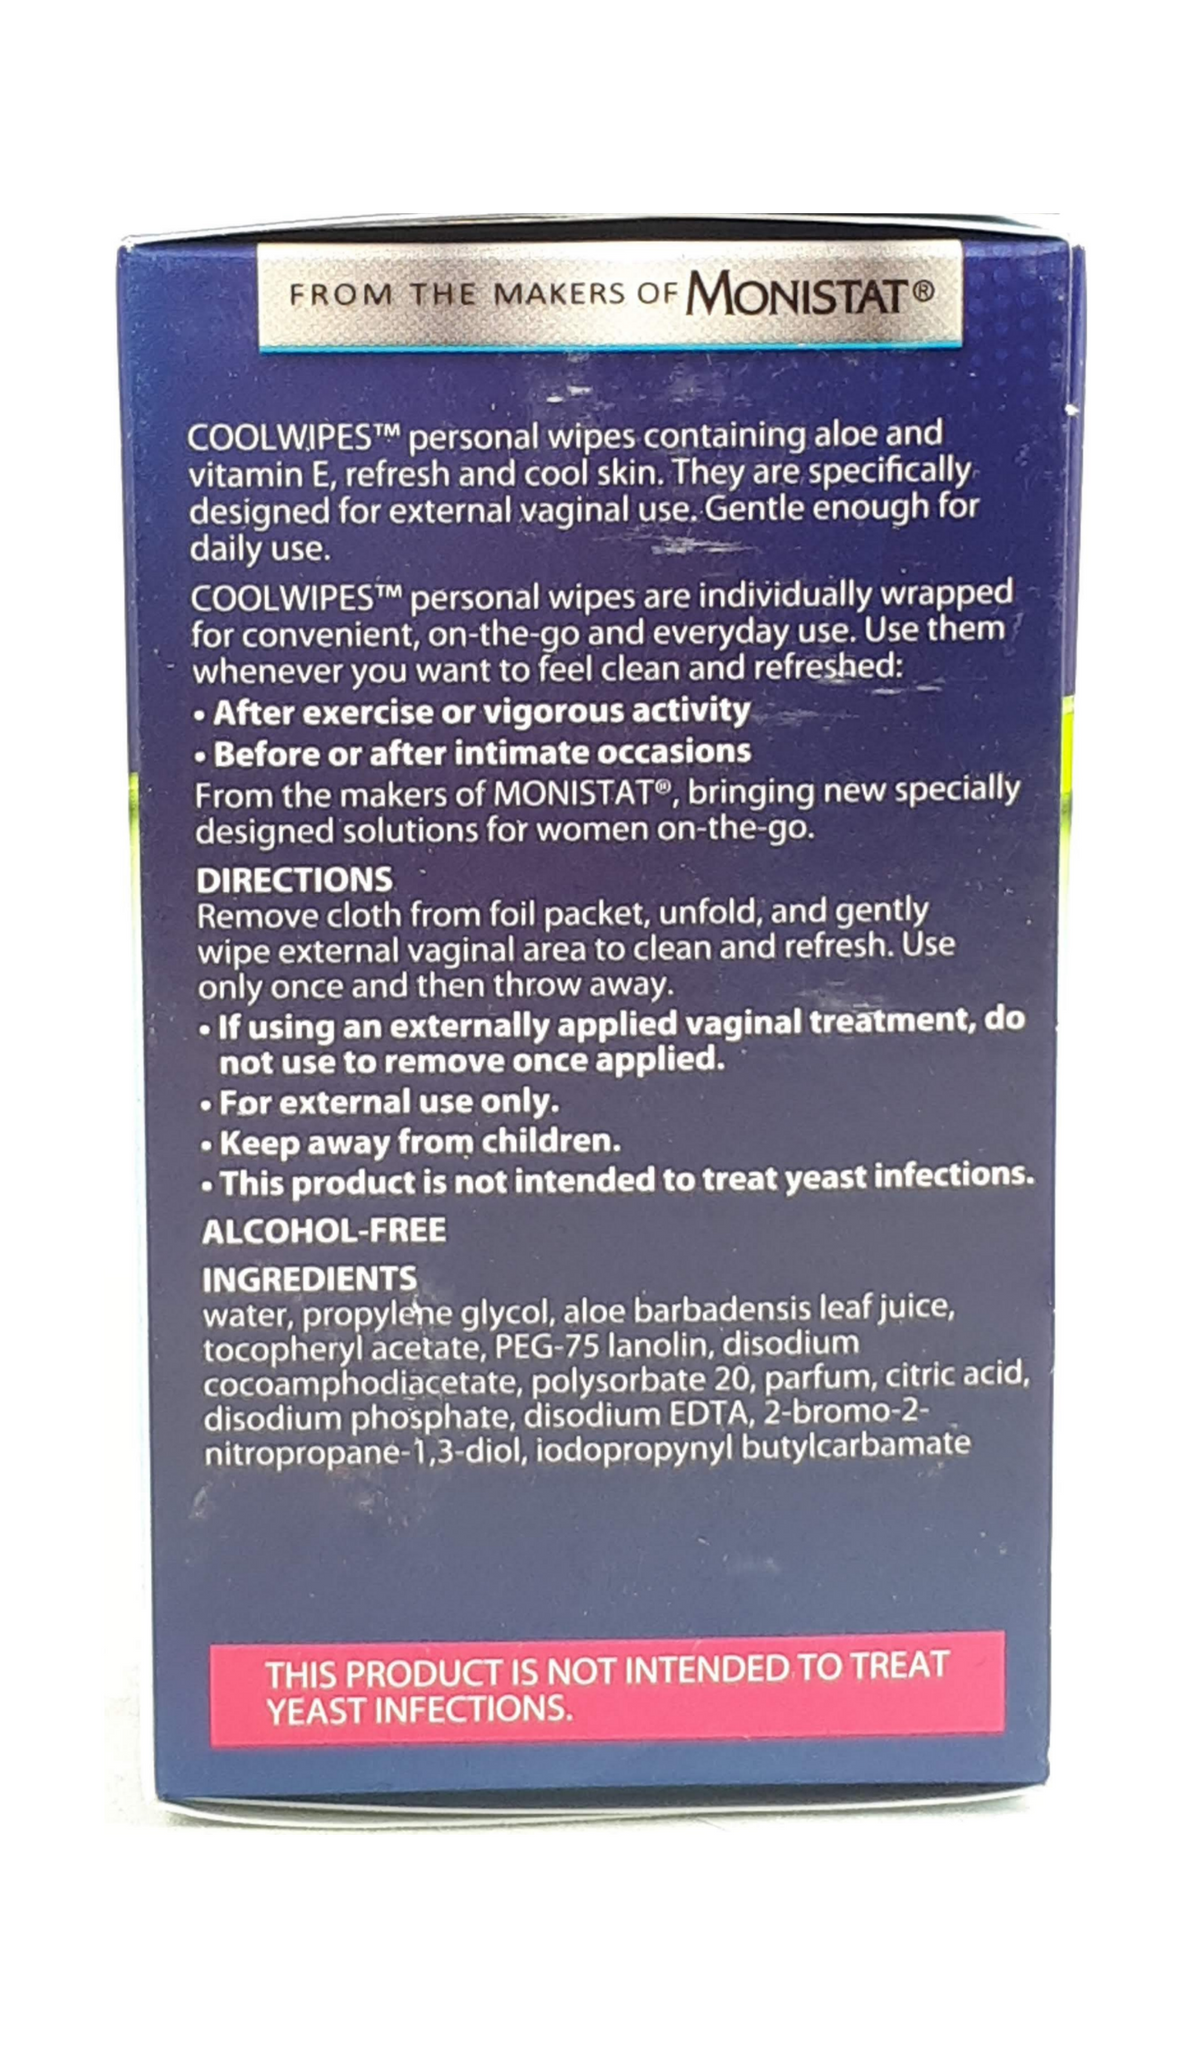 FROM THE MAKERS OF MONISTAT®
COOLWIPES™ personal wipes containing aloe and
vitamin E, refresh and cool skin. They are specifically
designed for external vaginal use. Gentle enough for
daily use.
COOLWIPES™ personal wipes are individually wrapped
for convenient, on-the-go and everyday use. Use them
whenever you want to feel clean and refreshed:
• After exercise or vigorous activity
• Before or after intimate occasions
From the makers of MONISTAT®, bringing new specially
designed solutions for women on-the-go.
DIRECTIONS
Remove cloth from foil packet, unfold, and gently
wipe external vaginal area to clean and refresh. Use
only once and then throw away.
• If using an externally applied vaginal treatment, do
not use to remove once applied.
• For external use only.
• Keep away from children.
• This product is not intended to treat yeast infections.
ALCOHOL-FREE
INGREDIENTS
water, propylene glycol, aloe barbadensis leaf juice,
tocopheryl acetate, PEG-75 lanolin, disodium
cocoamphodiacetate, polysorbate 20, parfum, citric acid,
disodium phosphate, disodium EDTA, 2-bromo-2-
nitropropane-1,3-diol, iodopropynyl butylcarbamate
THIS PRODUCT IS NOT INTENDED TO TREAT
YEAST INFECTIONS.